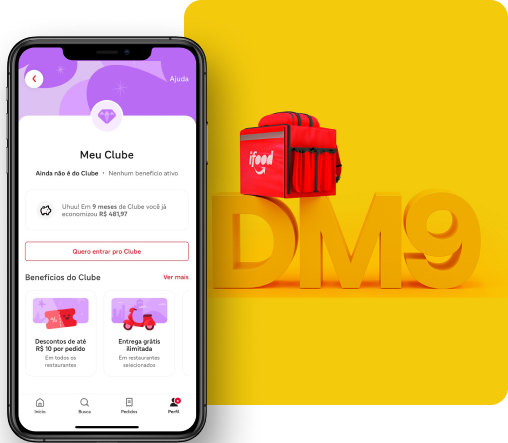 Ajuda
Meu Clube
Ainda não é do Clube • Nenhum benefício ativo
Uhuu! Em 9 meses de Clube você já
economizou R$ 481,97
Quero entrar pro Clube
Benefícios do Clube
Ver mais
Descontos de até
R$ 10 por pedido
Em todos os
restaurantes
Entrega grátis
ilimitada
Em restaurantes
selecionados
Início
Busca
Pedidos
Perfil
ifood
DM9